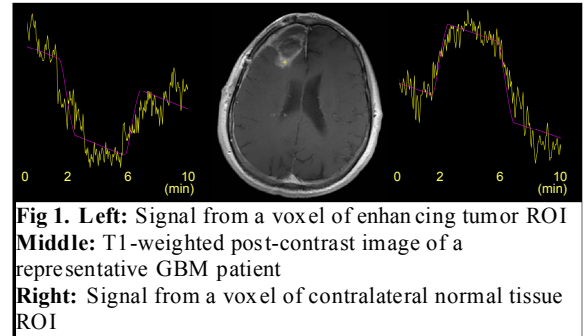 0 2 6 10
(min)
0 2 6 10
(min)
Fig 1. Left: Signal from a voxel of enhancing tumor ROI
Middle: T1-weighted post-contrast image of a
representative GBM patient
Right: Signal from a voxel of contralateral normal tissue
ROI